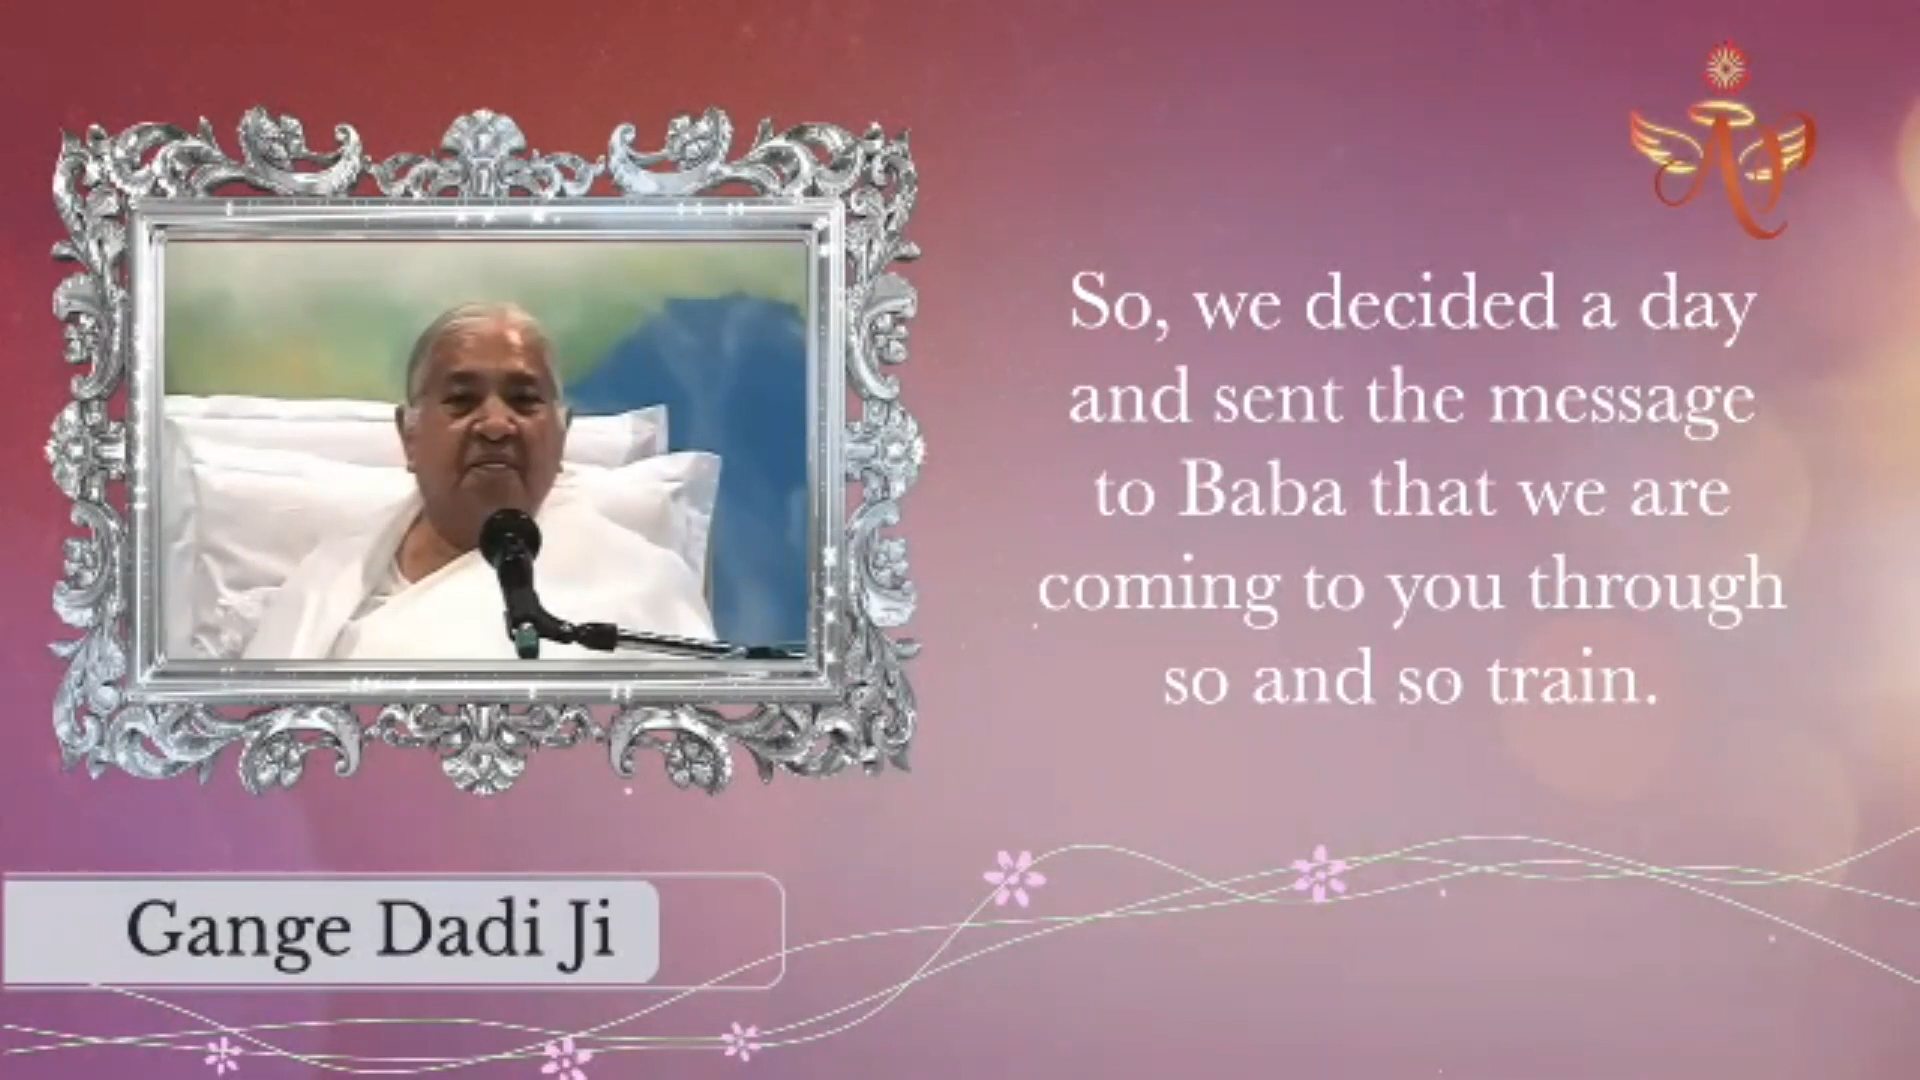 So, we decided a day
and sent the message
to Baba that we are
coming to you through
so and so train.
Gange Dadi Ji